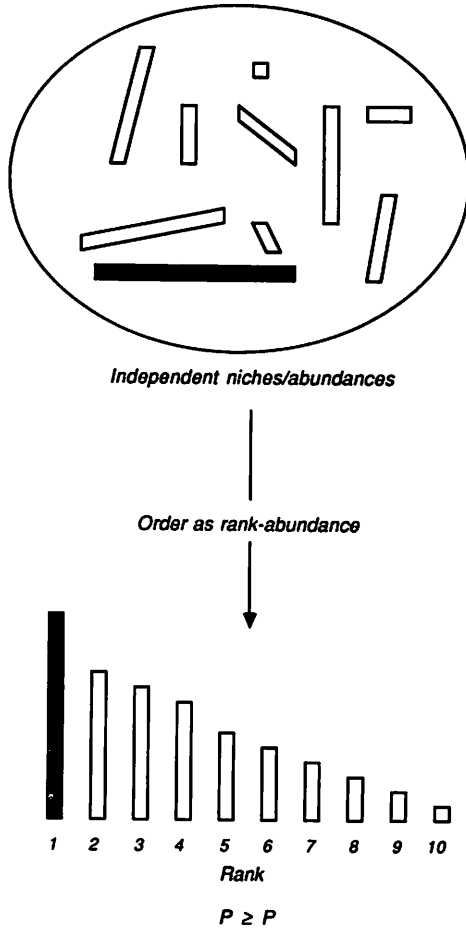 Independent niches/abundances
Order as rank-abundance
1 2 3 4 5 6 7 8 9 10
Rank
P ≥ P